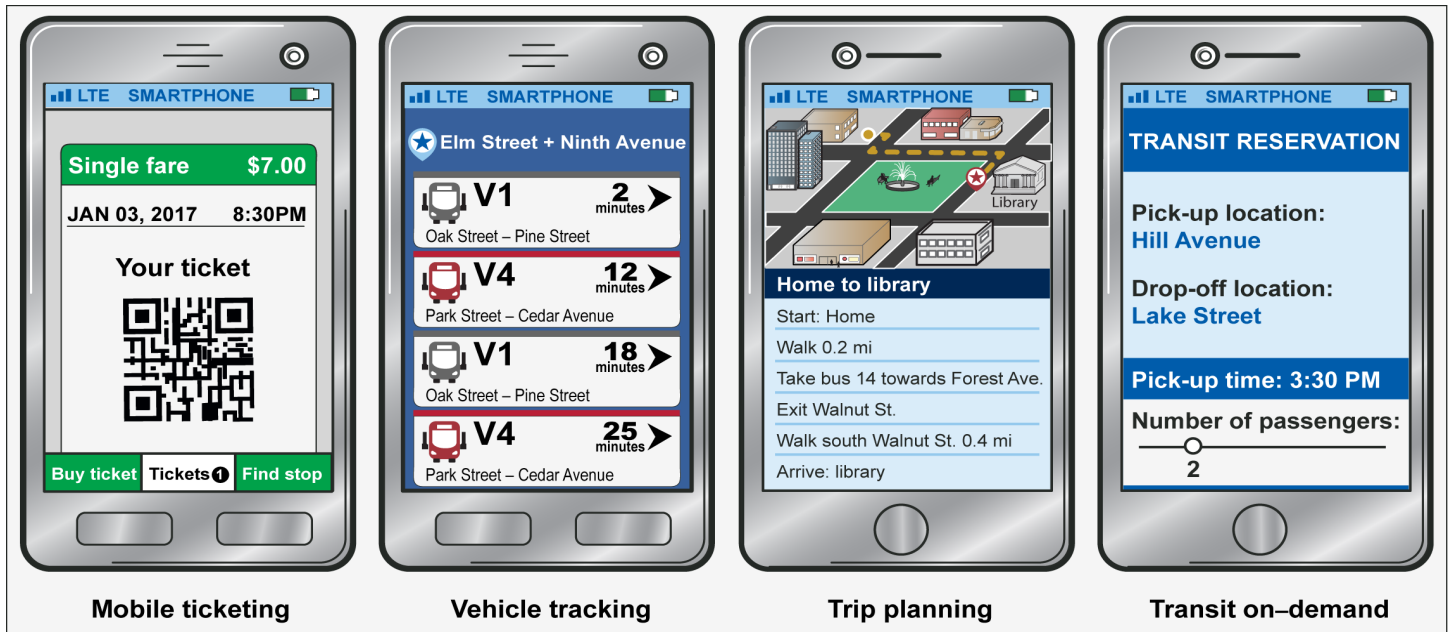 LTE SMARTPHONE
Single fare $7.00
JAN 03, 2017 8:30PM
Your ticket
Buy ticket Tickets 1 Find stop
Mobile ticketing
LTE SMARTPHONE
Elm Street + Ninth Avenue
V1 2 minutes
Oak Street – Pine Street
V4 12 minutes
Park Street – Cedar Avenue
V1 18 minutes
Oak Street – Pine Street
V4 25 minutes
Park Street – Cedar Avenue
Vehicle tracking
LTE SMARTPHONE
Library
Home to library
Start: Home
Walk 0.2 mi
Take bus 14 towards Forest Ave.
Exit Walnut St.
Walk south Walnut St. 0.4 mi
Arrive: library
Trip planning
LTE SMARTPHONE
TRANSIT RESERVATION
Pick-up location:
Hill Avenue
Drop-off location:
Lake Street
Pick-up time: 3:30 PM
Number of passengers:
2
Transit on–demand